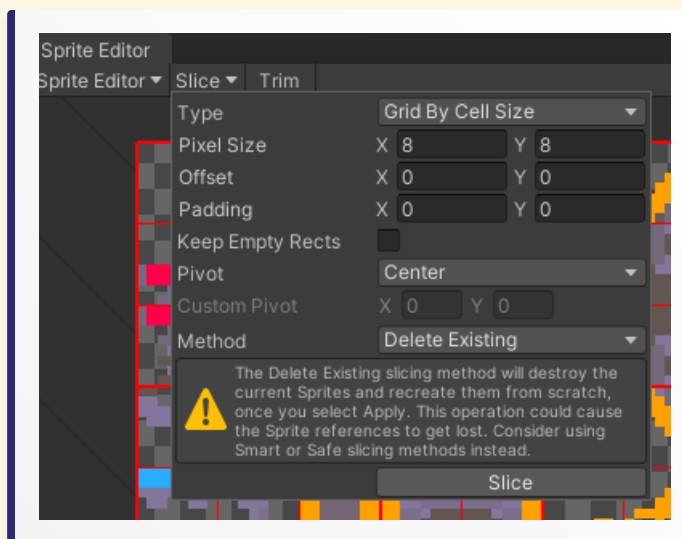 Sprite Editor
Sprite Editor Slice Trim
Type Grid By Cell Size
Pixel Size X 8 Y 8
Offset X 0 Y 0
Padding X 0 Y 0
Keep Empty Rects
Pivot Center
Custom Pivot X 0 Y 0
Method Delete Existing
The Delete Existing slicing method will destroy the
current Sprites and recreate them from scratch,
once you select Apply. This operation could cause
the Sprite references to get lost. Consider using
Smart or Safe slicing methods instead.
Slice